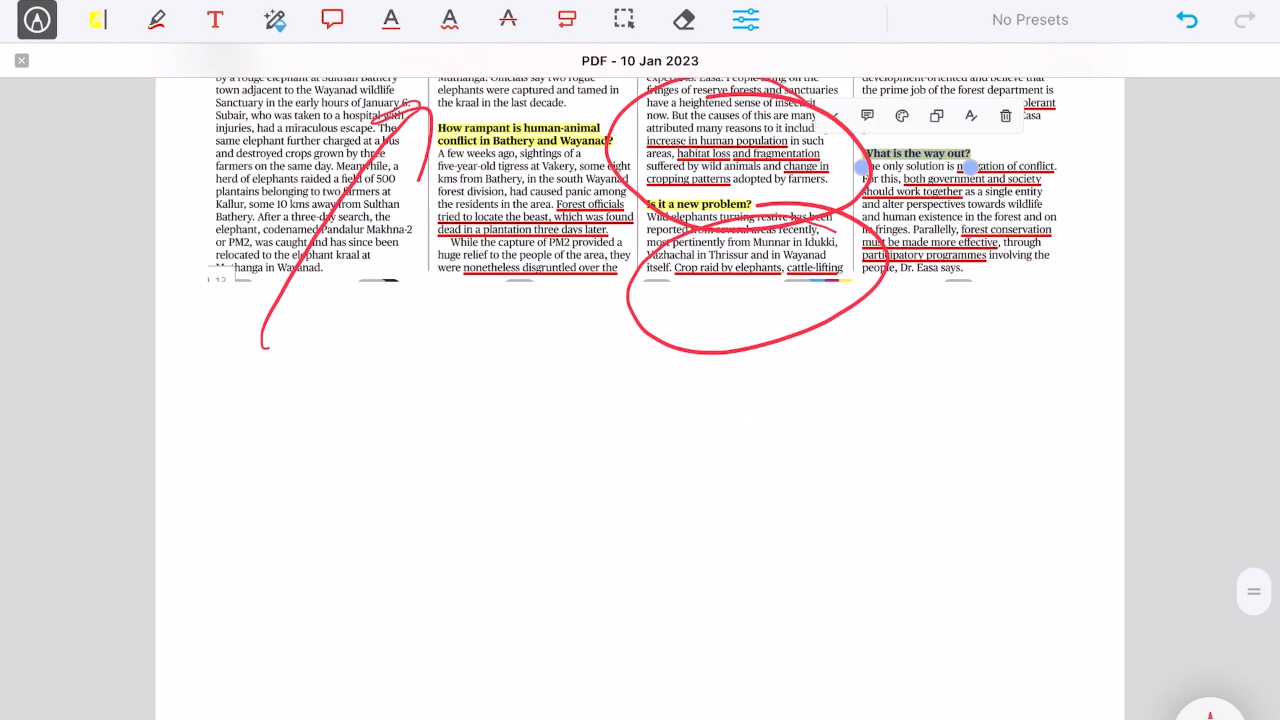 No Presets
PDF - 10 Jan 2023
by a rouge elephant at Sulthan Bathery
town adjacent to the Wayanad wildlife
Sanctuary in the early hours of January 6.
Subair, who was taken to a hospital with
injuries, had a miraculous escape. The
same elephant further charged at a bus
and destroyed crops grown by three
farmers on the same day. Meanwhile, a
herd of elephants raided a field of 500
plantains belonging to two farmers at
Kallur, some 10 kms away from Sulthan
Bathery. After a three-day search, the
elephant, codenamed Pandalur Makhna-2
or PM2, was caught and has since been
relocated to the elephant kraal at
Muthanga in Wayanad.
Muthanga. Officials say two rogue
elephants were captured and tamed in
the kraal in the last decade.
How rampant is human-animal
conflict in Bathery and Wayanad?
A few weeks ago, sightings of a
five-year-old tigress at Vakery, some eight
kms from Bathery, in the south Wayanad
forest division, had caused panic among
the residents in the area. Forest officials
tried to locate the beast, which was found
dead in a plantation three days later.
While the capture of PM2 provided a
huge relief to the people of the area, they
were nonetheless disgruntled over the
Easa. People living on the
fringes of reserve forests and sanctuaries
have a heightened sense of insecurit
now. But the causes of this are many
attributed many reasons to it includi
increase in human population in such
areas, habitat loss and fragmentation
suffered by wild animals and change in
cropping patterns adopted by farmers.
Is it a new problem?
Wild elephants turning restive has been
reported from several areas recently,
most pertinently from Munnar in Idukki,
Vazhachal in Thrissur and in Wayanad
itself. Crop raid by elephants, cattle-lifting
development-oriented and believe that
the prime job of the forest department is
olerant
asa
What is the way out?
The only solution is mitigation of conflict.
For this, both government and society
should work together as a single entity
and alter perspectives towards wildlife
and human existence in the forest and on
its fringes. Parallelly, forest conservation
must be made more effective, through
participatory programmes involving the
people, Dr. Easa says.